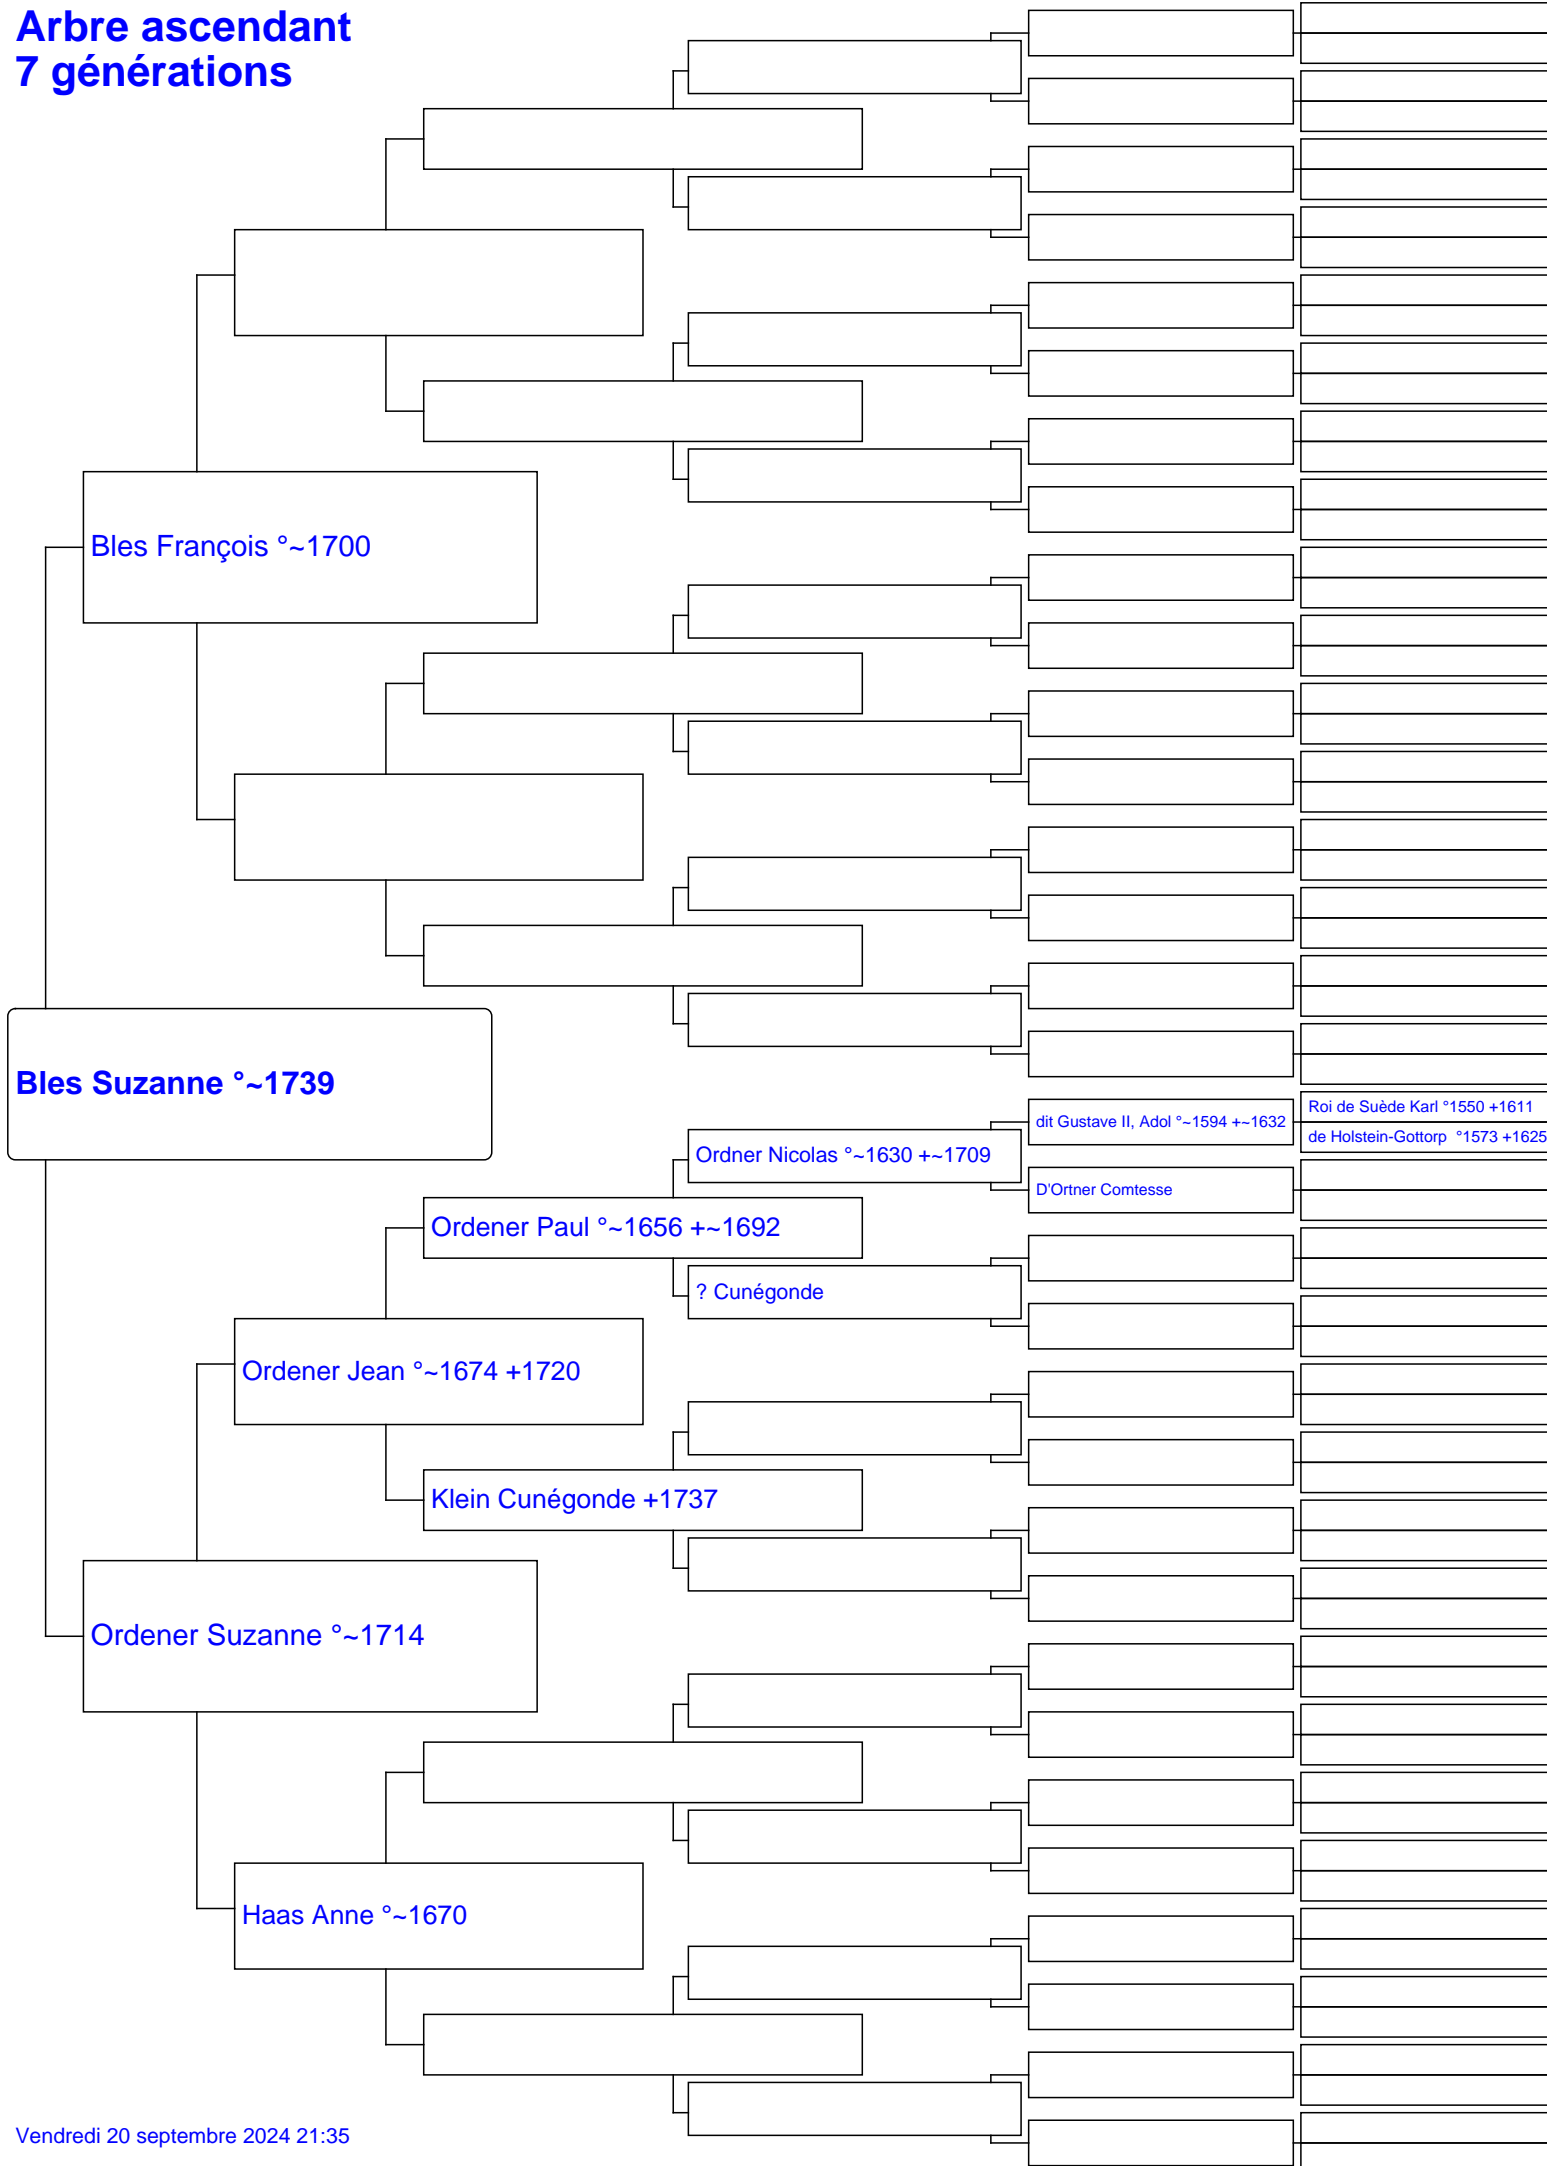 Arbre ascendant
7 générations
Bles François °~1700
Bles Suzanne °~1739
dit Gustave II, Adol °~1594 +~1632
Roi de Suède Karl °1550 +1611
de Holstein-Gottorp °1573 +1625
Ordner Nicolas °~1630 +~1709
D'Ortner Comtesse
Ordener Paul °~1656 +~1692
? Cunégonde
Ordener Jean °~1674 +1720
Klein Cunégonde +1737
Ordener Suzanne °~1714
Haas Anne °~1670
Vendredi 20 septembre 2024 21:35